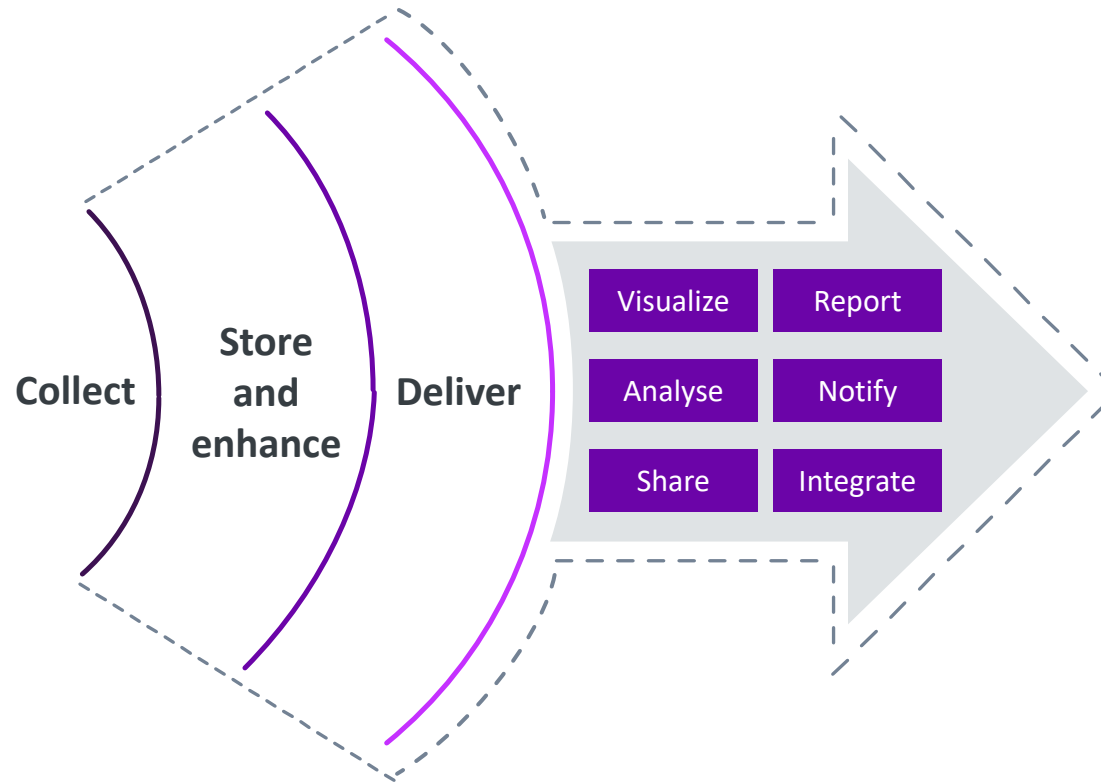 Collect
Store
and
enhance
Deliver
Visualize
Report
Analyse
Notify
Share
Integrate